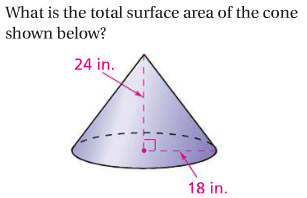 What is the total surface area of the cone
shown below?
24 in.
18 in.